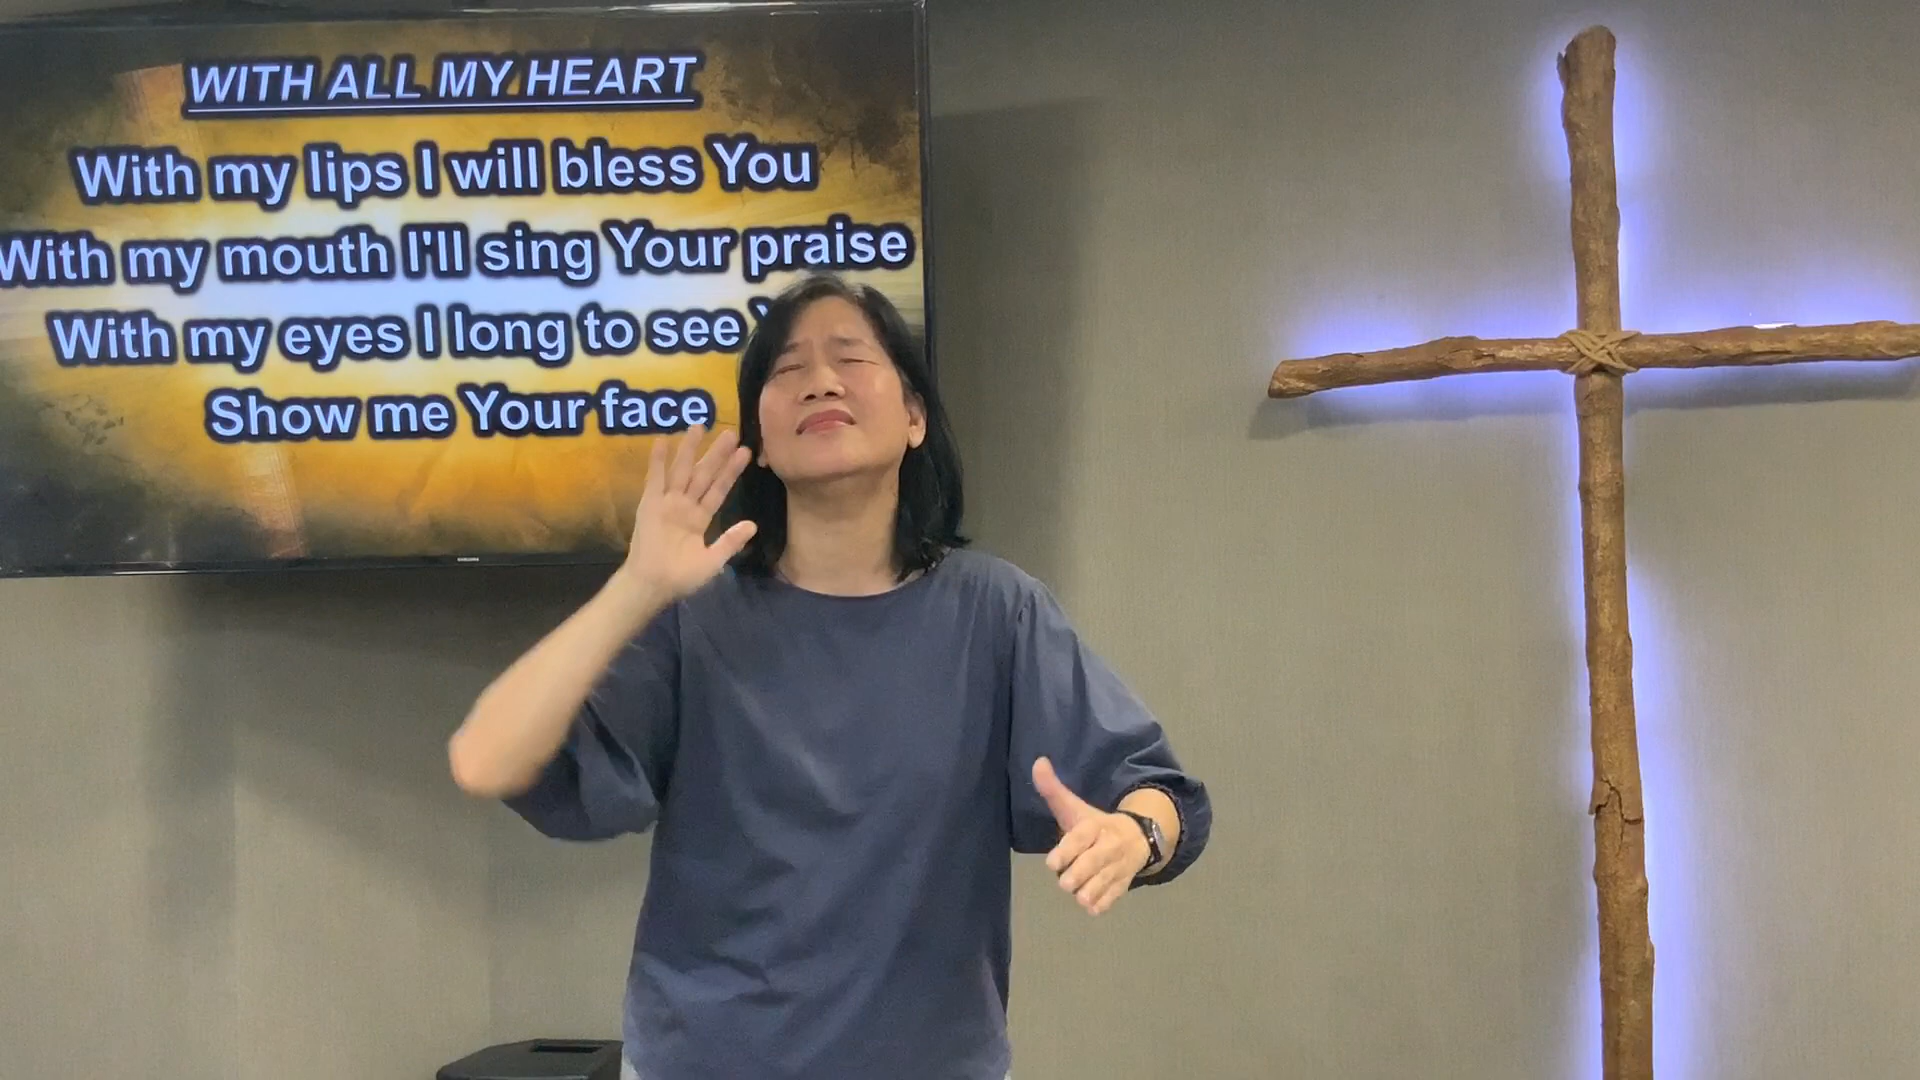 WITH ALL MY HEART
With my lips I will bless You
With my mouth I'll sing Your praise
With my eyes I long to see
Show me Your face